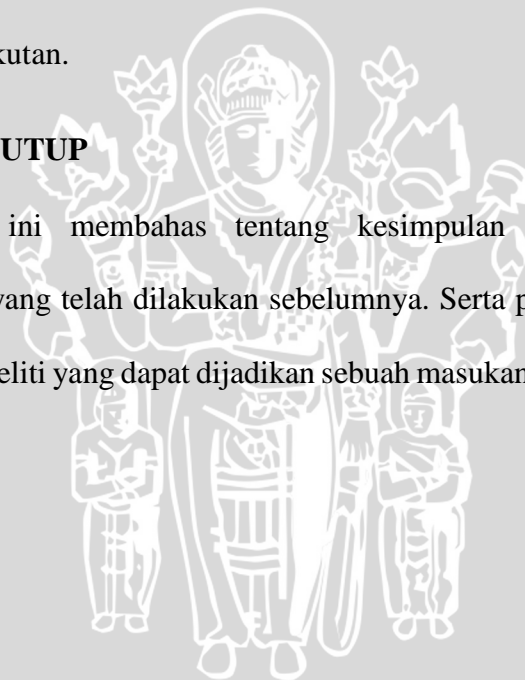 kutan.
UTUP
ini membahas tentang kesimpulan
yang telah dilakukan sebelumnya. Serta p
eliti yang dapat dijadikan sebuah masukan